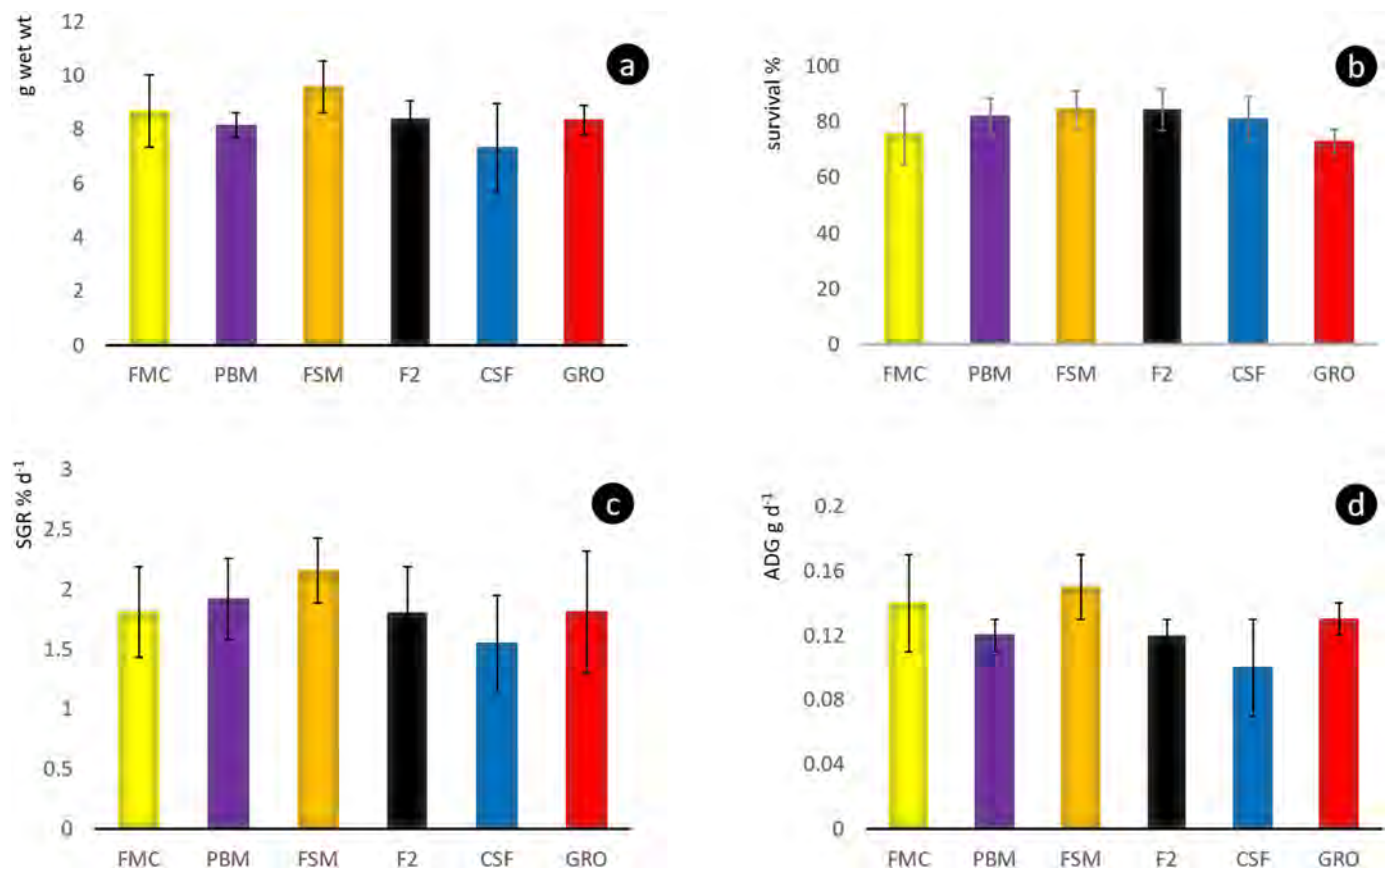 g wet wt
12
10
8
6
4
2
0
a
FMC PBM FSM F2 CSF GRO
survival %
100
80
60
40
20
0
b
FMC PBM FSM F2 CSF GRO
SGR % d⁻¹
3
2,5
2
1.5
1
0.5
0
c
FMC PBM FSM F2 CSF GRO
ADG g d⁻¹
0.2
0.16
0.12
0.08
0.04
0
d
FMC PBM FSM F2 CSF GRO